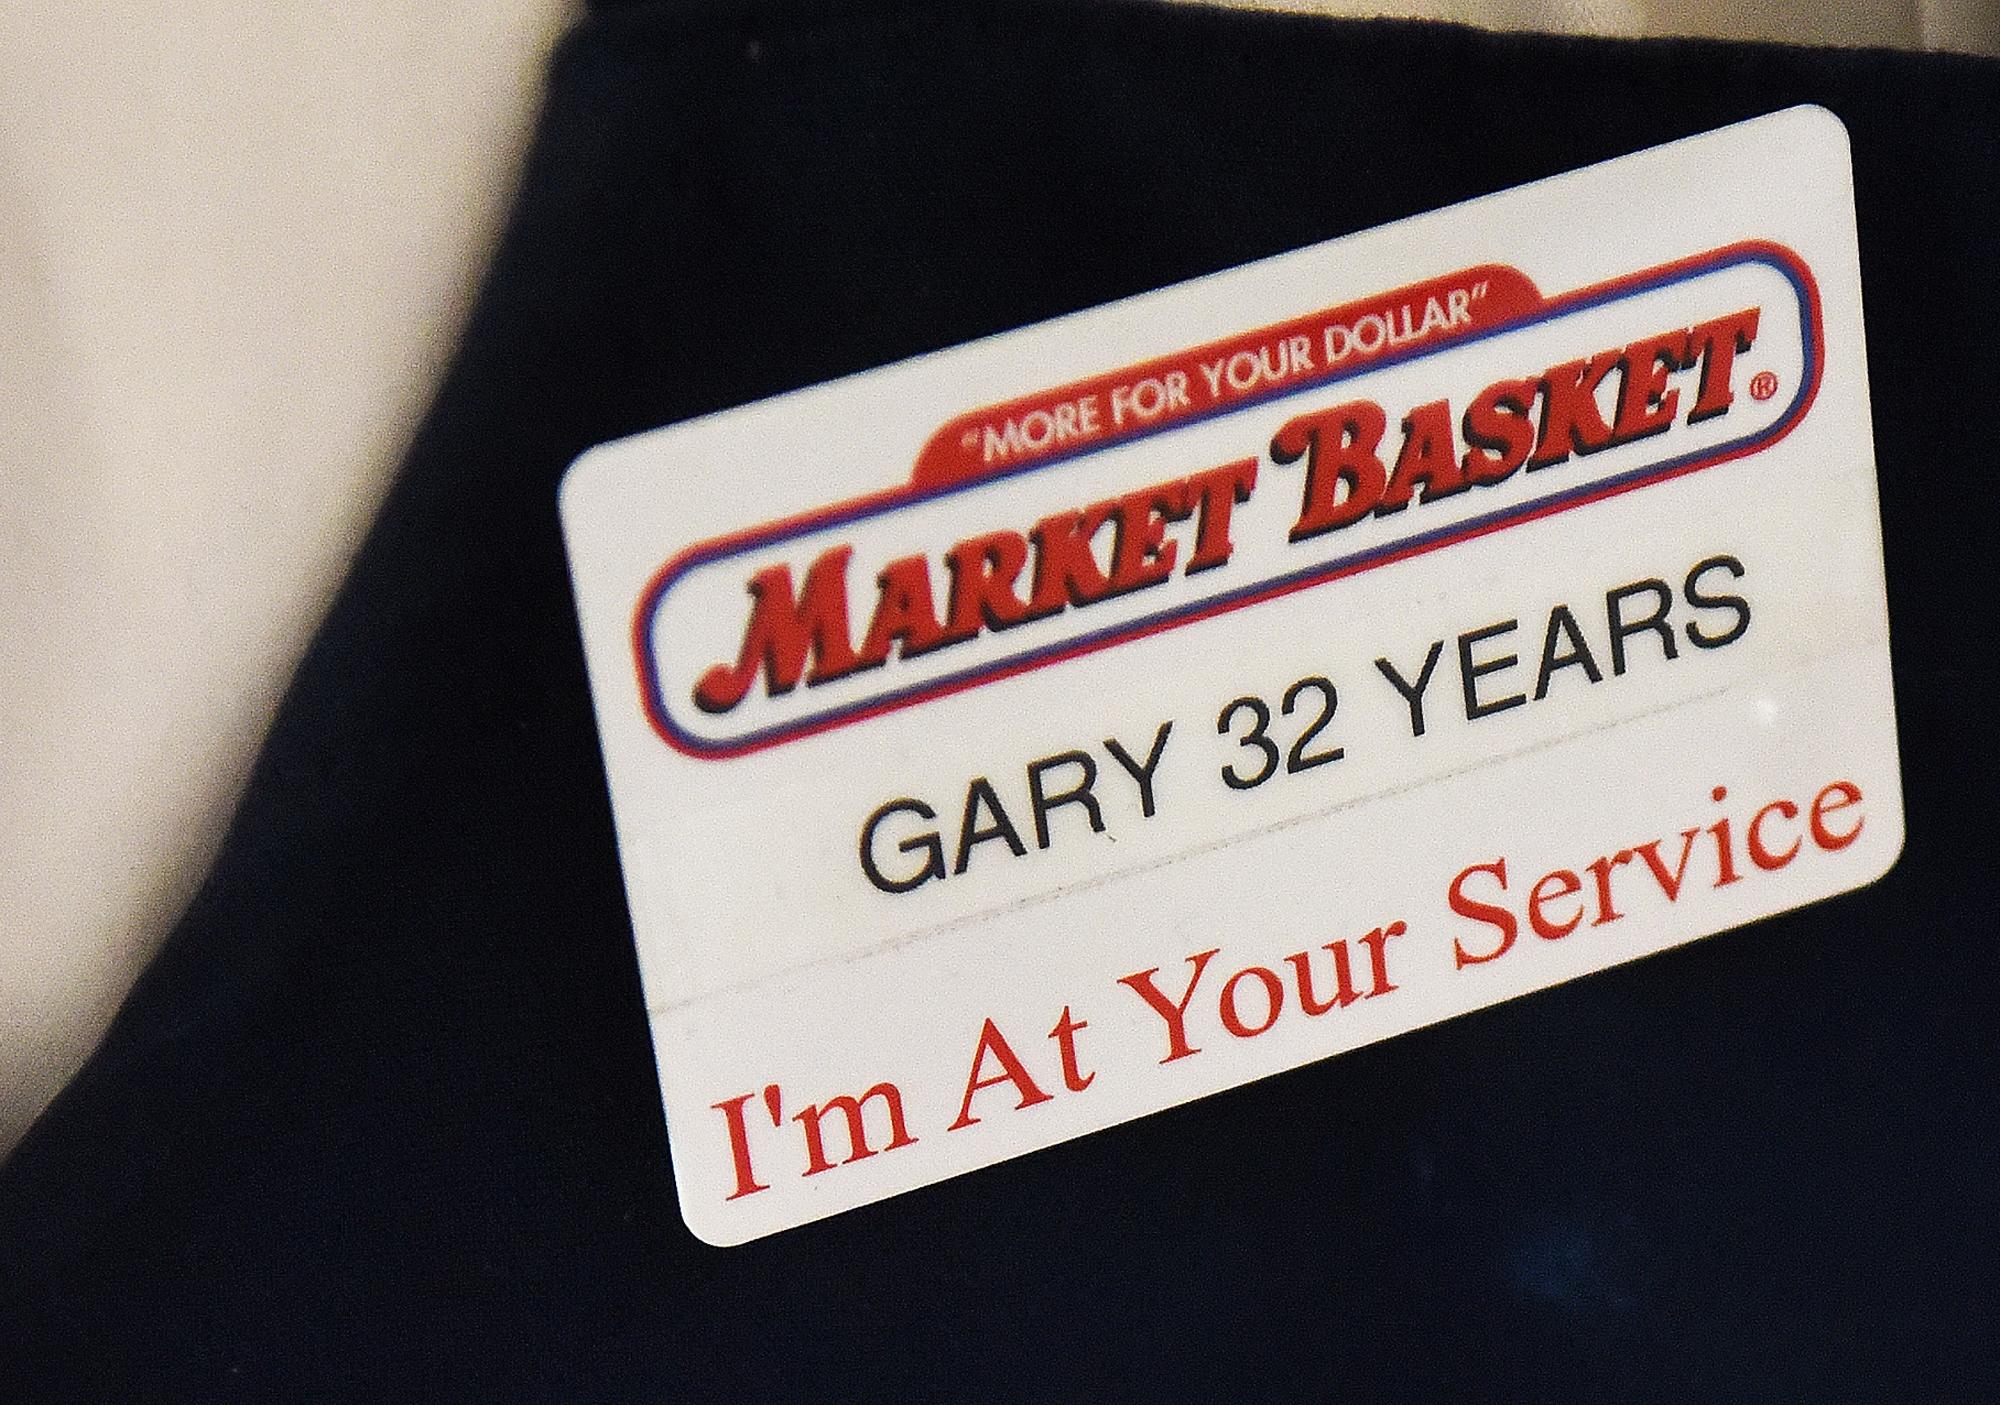 "MORE FOR YOUR DOLLAR"
MARKET BASKET®
GARY 32 YEARS
I'm At Your Service